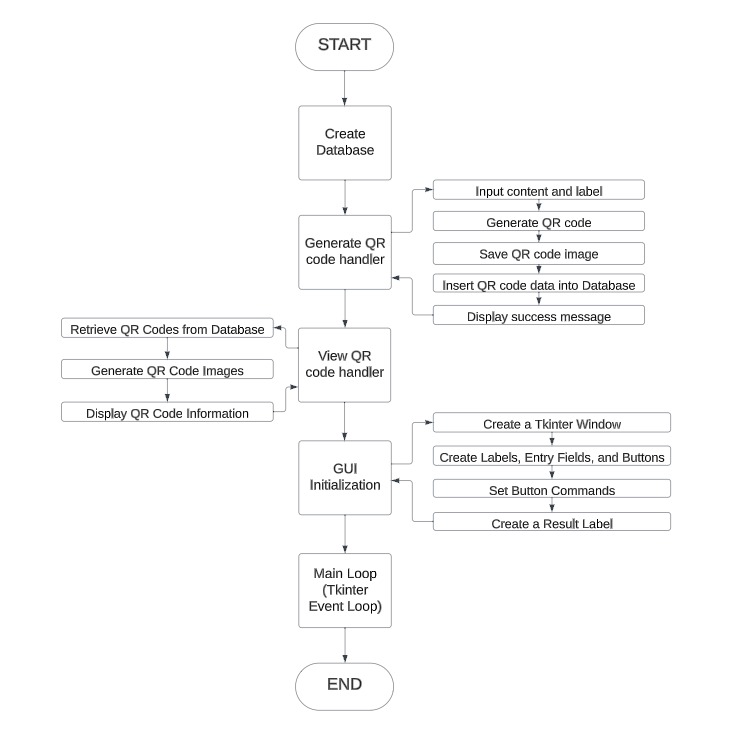 START
Create
Database
Generate QR
code handler
Input content and label
Generate QR code
Save QR code image
Insert QR code data into Database
Display success message
View QR
code handler
Retrieve QR Codes from Database
Generate QR Code Images
Display QR Code Information
GUI
Initialization
Create a Tkinter Window
Create Labels, Entry Fields, and Buttons
Set Button Commands
Create a Result Label
Main Loop
(Tkinter
Event Loop)
END